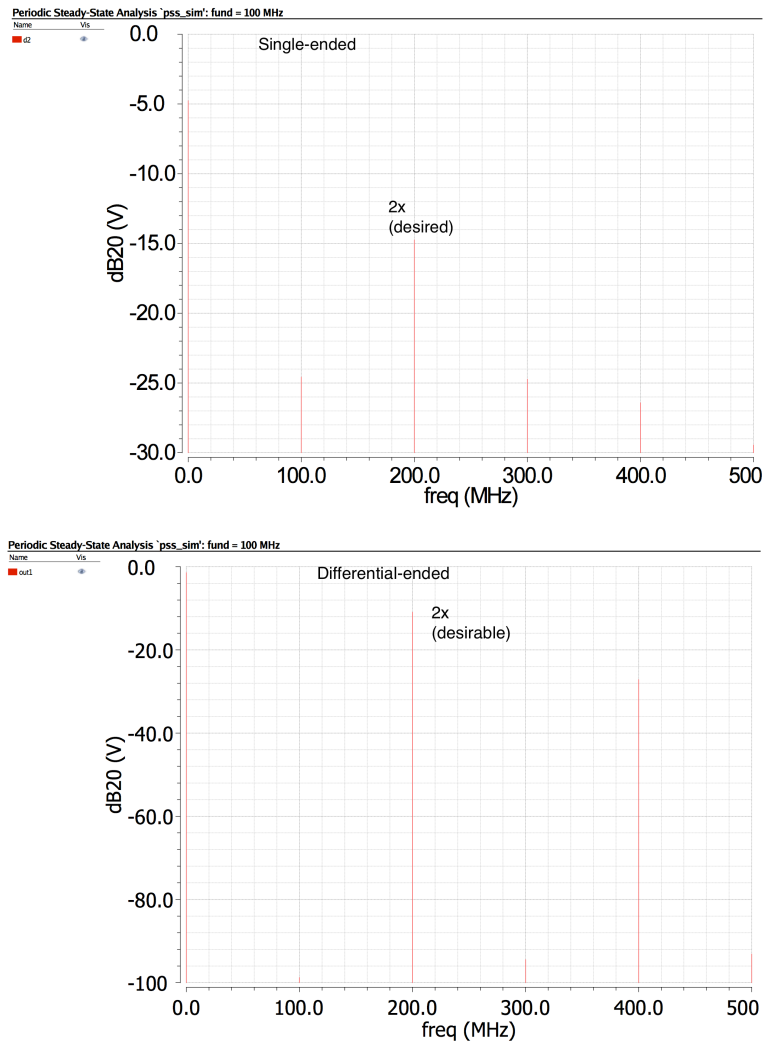 Periodic Steady-State Analysis `pss_sim': fund = 100 MHz
Name Vis
d2
Single-ended
0.0
-5.0
-10.0
-15.0
-20.0
-25.0
-30.0
dB20 (V)
2x
(desired)
0.0 100.0 200.0 300.0 400.0 500
freq (MHz)
Periodic Steady-State Analysis `pss_sim': fund = 100 MHz
Name Vis
out1
Differential-ended
0.0
-20.0
-40.0
-60.0
-80.0
-100
dB20 (V)
2x
(desirable)
0.0 100.0 200.0 300.0 400.0 500
freq (MHz)